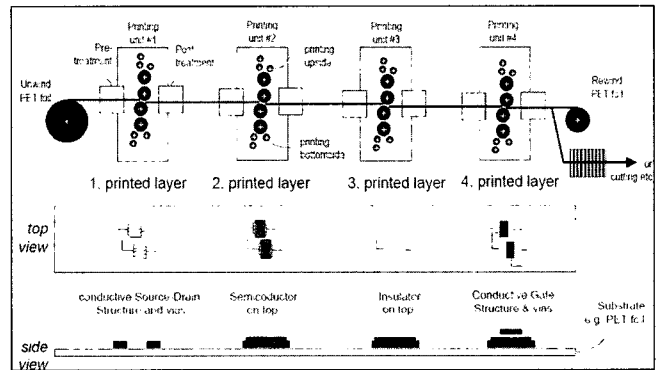 Printing
unit #1
Printing
unit #2
Printing
unit #3
Printing
unit #4
Pre-
treatment
Post
treatment
printing
upside
Unwind
PET foil
Rewind
PET foil
printing
bottomside
cutting etc
1. printed layer
2. printed layer
3. printed layer
4. printed layer
top
view
conductive Source-Drain
Structure and vias
Semicoductor
on top
Insulator
on top
Conductive Gate
Structure & vias
Substrate
e.g. PET foil
side
view